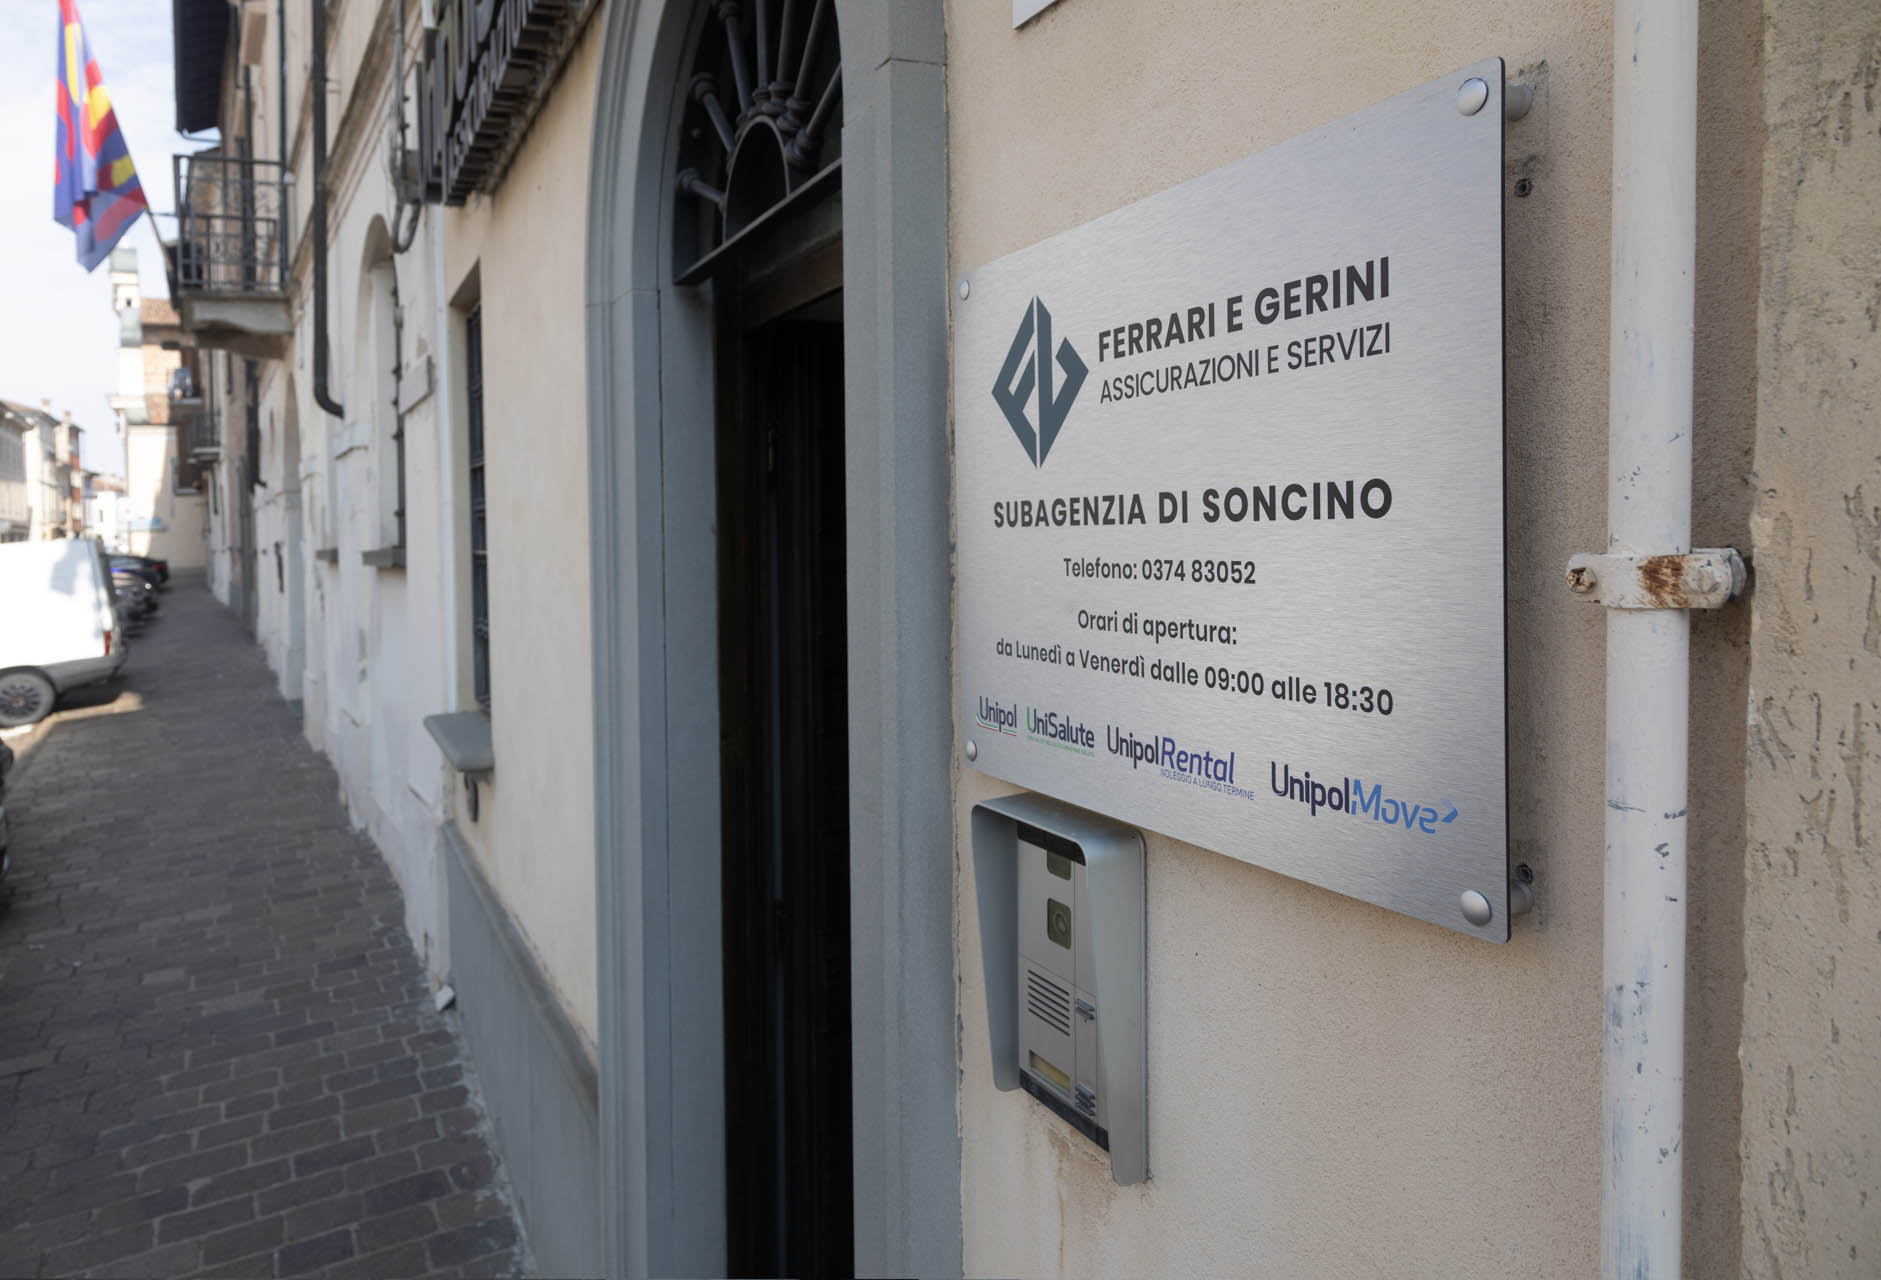 FERRARI E GERINI
ASSICURAZIONI E SERVIZI
SUBAGENZIA DI SONCINO
Telefono: 0374 83052
Orari di apertura:
da Lunedì a Venerdì dalle 09:00 alle 18:30
Unipol UniSalute UnipolRental UnipolMove
NOLEGGIO A LUNGO TERMINE